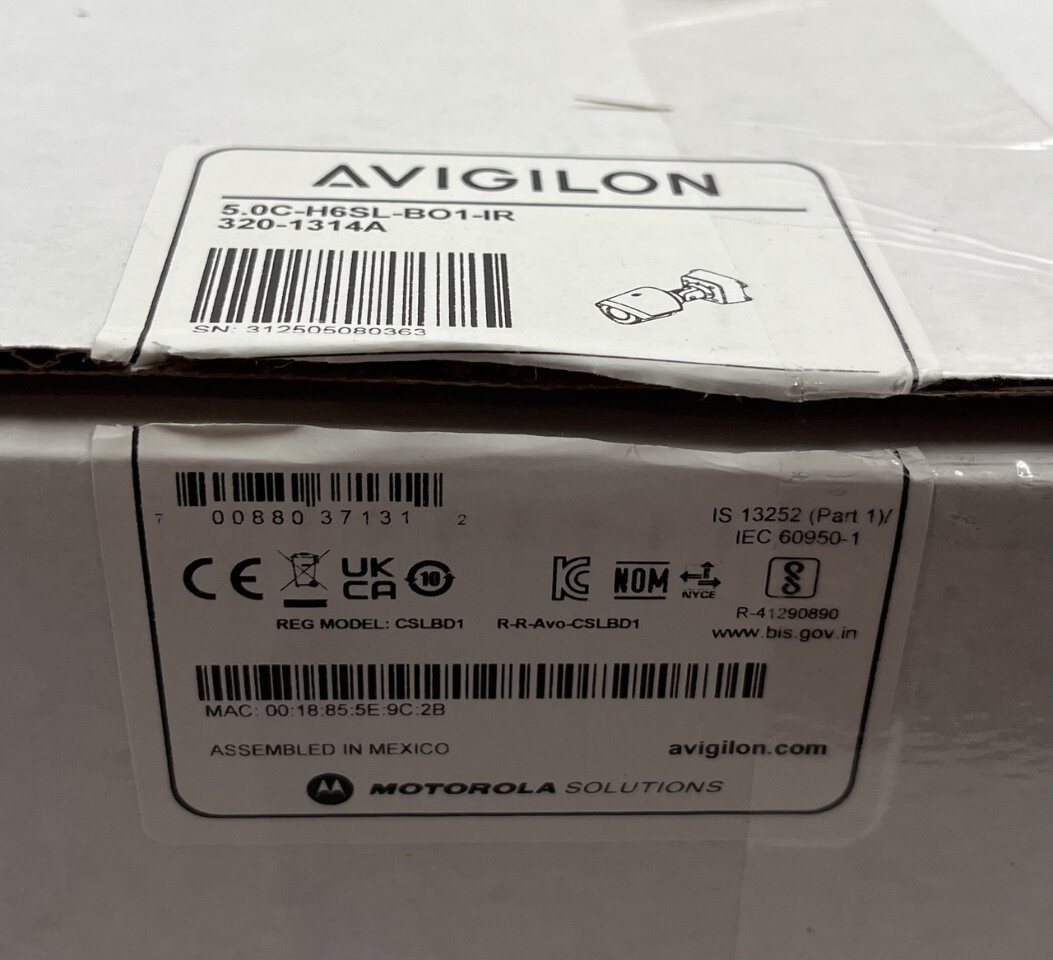 AVIGILON
5.0C-H6SL-BO1-IR
320-1314A
SN: 312505080363
7 00880 37131 2
IS 13252 (Part 1)/
IEC 60950-1
CE UK CA 10 KC NOM NYCE
R-41290890
REG MODEL: CSLBD1 R-R-Avo-CSLBD1 www.bis.gov.in
MAC: 00:18:85:5E:9C:2B
ASSEMBLED IN MEXICO avigilon.com
MOTOROLA SOLUTIONS